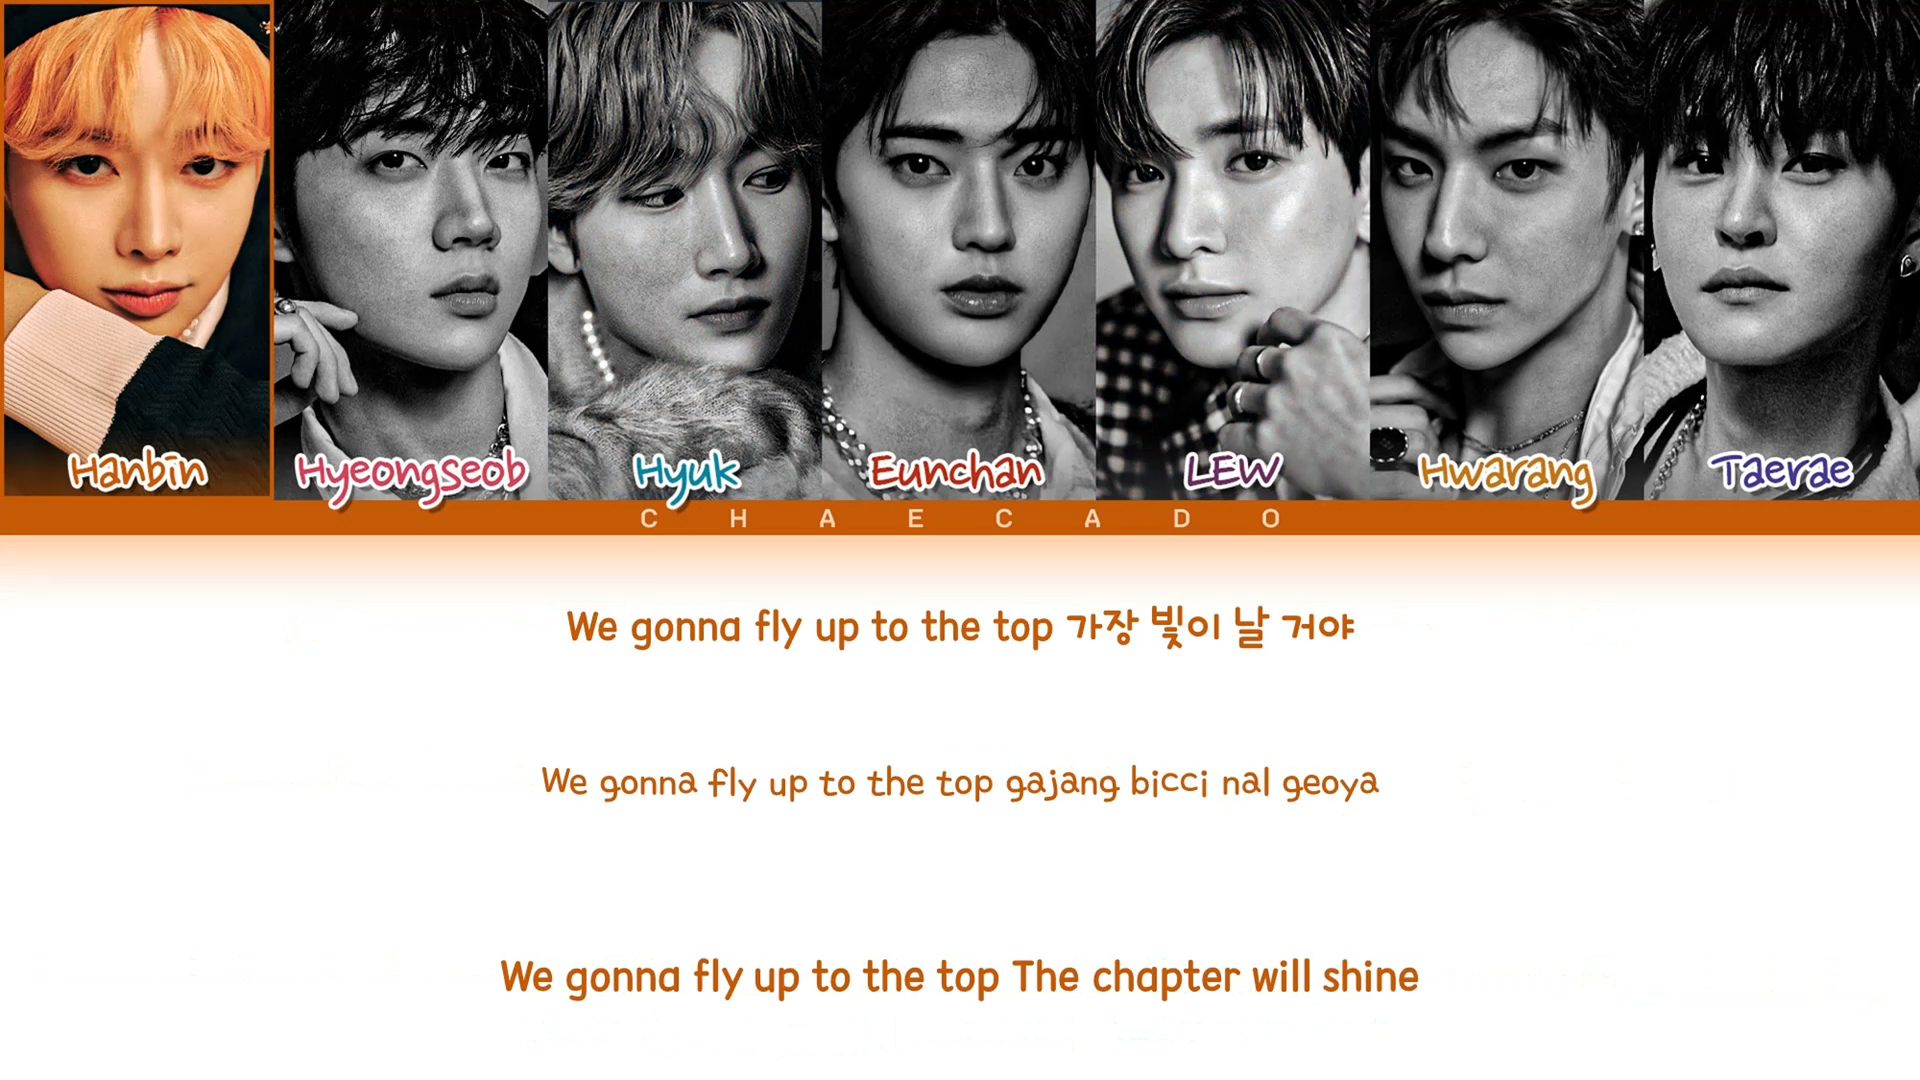 Hanbin Hyeongseob Hyuk Eunchan LEW Hwarang Taerae
CHAECADO
We gonna fly up to the top 가장 빛이 날 거야
We gonna fly up to the top gajang bicci nal geoya
We gonna fly up to the top The chapter will shine